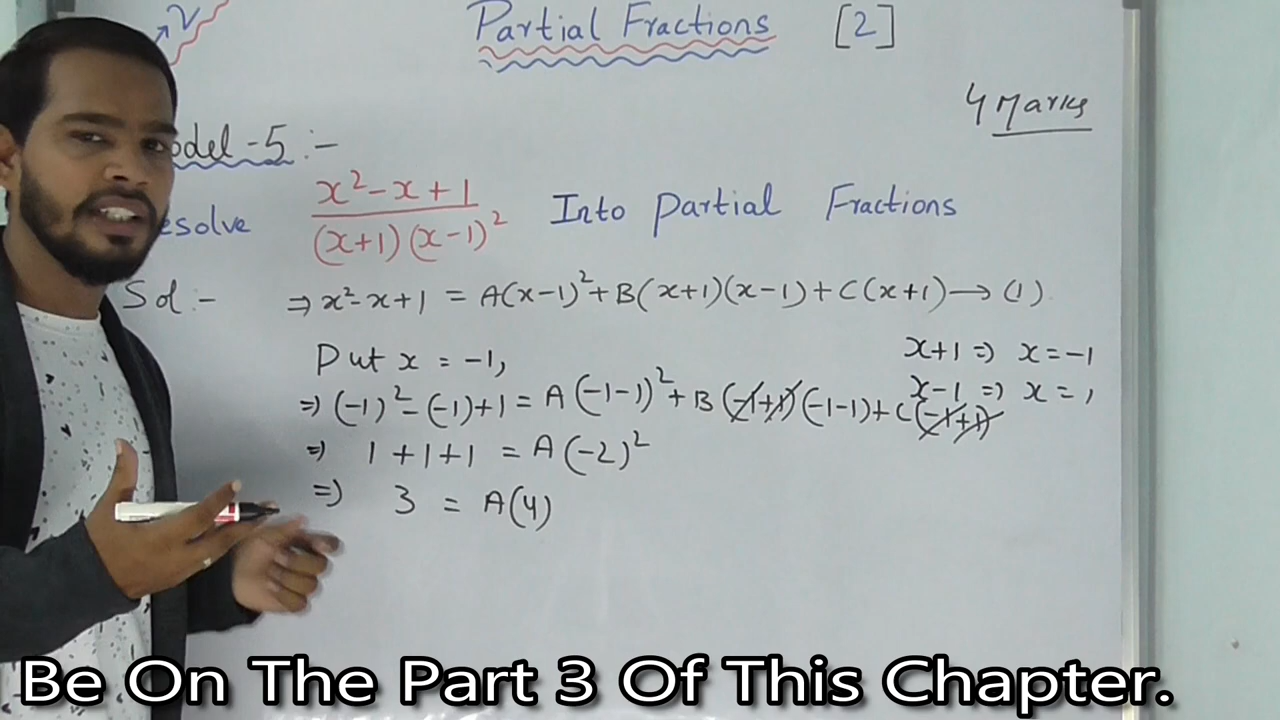 Partial Fractions [2]
4 Marks
odel-5 :-
esolve x²-x+1 / (x+1)(x-1)² Into Partial Fractions
Sol :- ⇒ x²-x+1 = A(x-1)²+B(x+1)(x-1)+C(x+1) → (1)
Put x = -1,
x+1 ⇒ x=-1
x-1 ⇒ x=1
⇒ (-1)²-(-1)+1 = A(-1-1)²+B(-1+1)(-1-1)+C(-1+1)
⇒ 1+1+1 = A(-2)²
⇒ 3 = A(4)
Be On The Part 3 Of This Chapter.